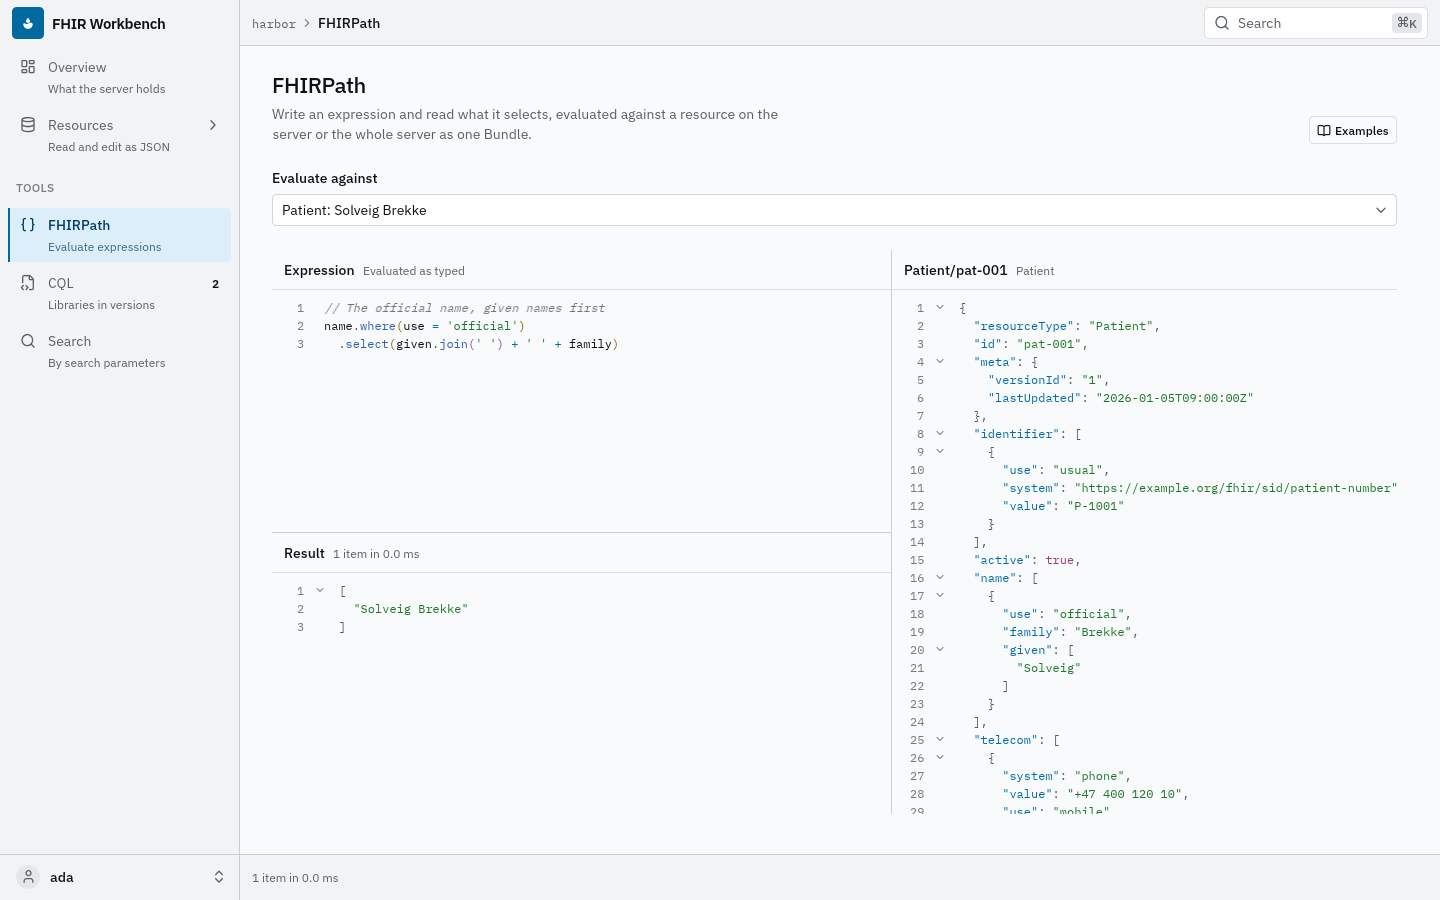 FHIR Workbench
Overview
What the server holds
Resources
Read and edit as JSON
TOOLS
FHIRPath
Evaluate expressions
CQL 2
Libraries in versions
Search
By search parameters
ada
harbor > FHIRPath
Search ⌘K
FHIRPath
Write an expression and read what it selects, evaluated against a resource on the
server or the whole server as one Bundle.
Examples
Evaluate against
Patient: Solveig Brekke
Expression Evaluated as typed
1 // The official name, given names first
2 name.where(use = 'official')
3   .select(given.join(' ') + ' ' + family)
Result 1 item in 0.0 ms
1 [
2   "Solveig Brekke"
3 ]
Patient/pat-001 Patient
1 {
2   "resourceType": "Patient",
3   "id": "pat-001",
4   "meta": {
5     "versionId": "1",
6     "lastUpdated": "2026-01-05T09:00:00Z"
7   },
8   "identifier": [
9     {
10       "use": "usual",
11       "system": "https://example.org/fhir/sid/patient-number"
12       "value": "P-1001"
13     }
14   ],
15   "active": true,
16   "name": [
17     {
18       "use": "official",
19       "family": "Brekke",
20       "given": [
21         "Solveig"
22       ]
23     }
24   ],
25   "telecom": [
26     {
27       "system": "phone",
28       "value": "+47 400 120 10",
29       "use": "mobile"
1 item in 0.0 ms